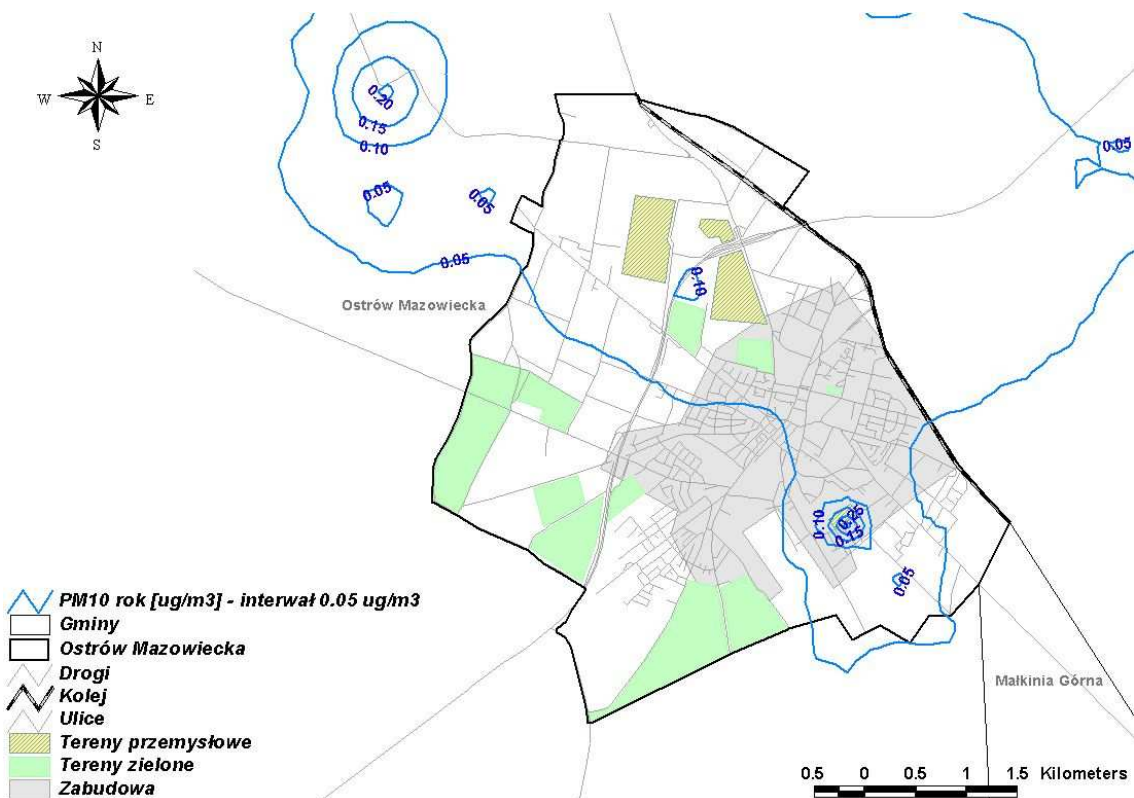 N
W E
S
0.20
0.15
0.10
0.05
0.05
0.05
0.05
0.10
Ostrów Mazowiecka
0.10
0.25
0.15
0.05
Małkinia Górna
PM10 rok [ug/m3] - interwał 0.05 ug/m3
Gminy
Ostrów Mazowiecka
Drogi
Kolej
Ulice
Tereny przemysłowe
Tereny zielone
Zabudowa
0.5 0 0.5 1 1.5 Kilometers